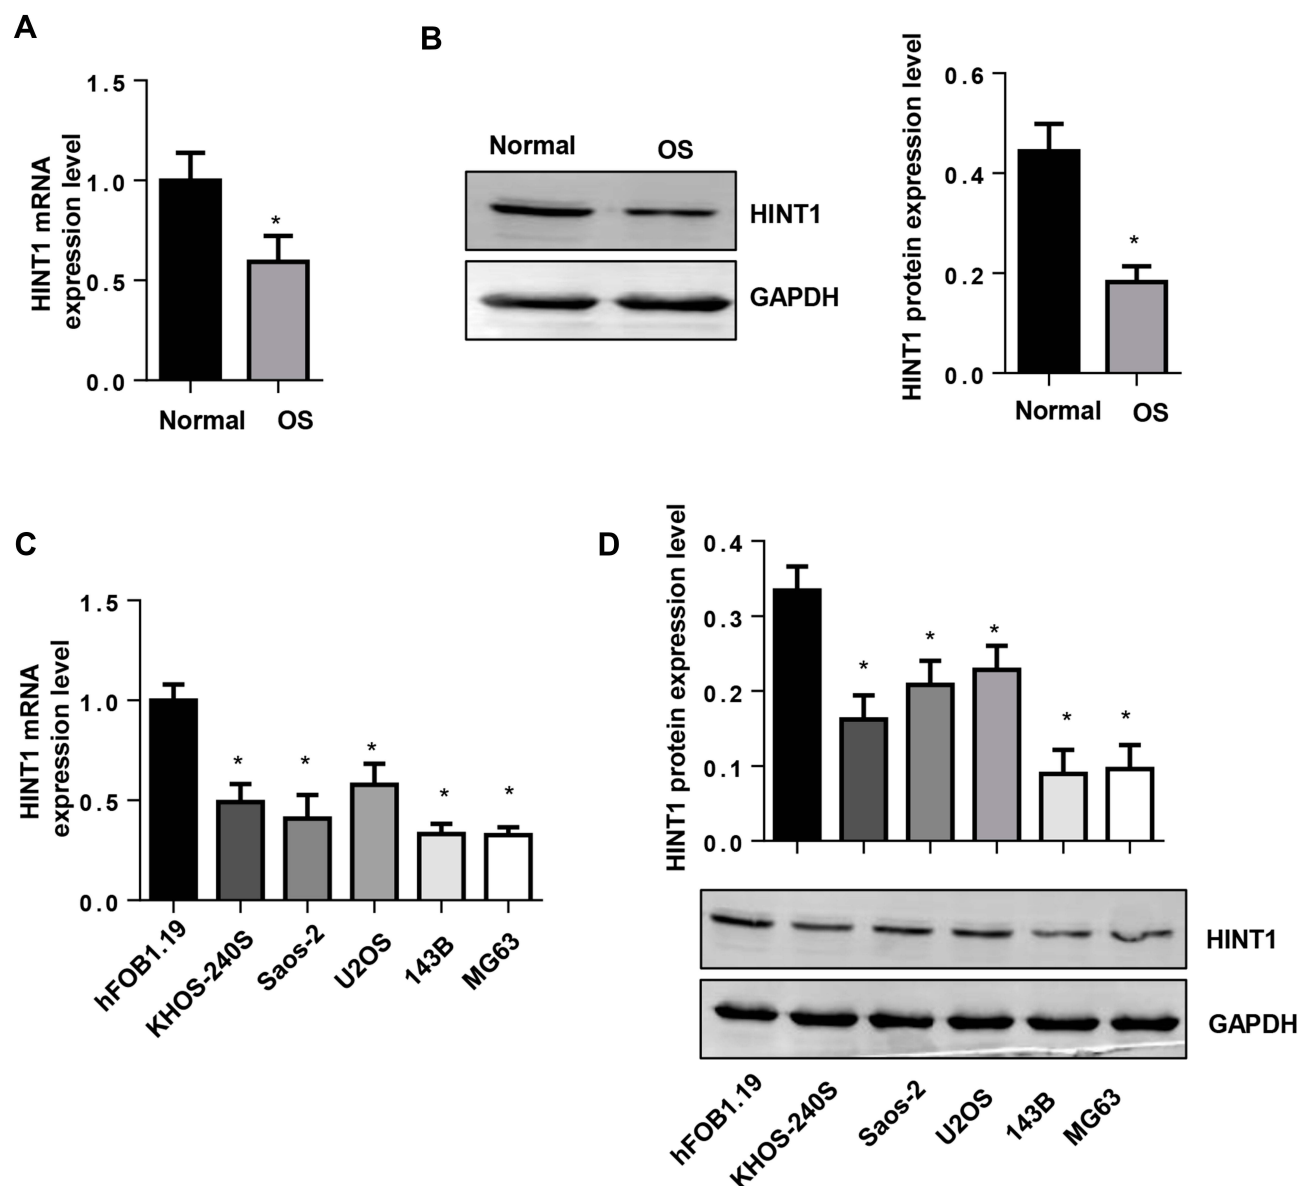 A
HINT1 mRNA
expression level
1.5
1.0
0.5
0.0
*
Normal OS
B
Normal OS
HINT1
GAPDH
HINT1 protein expression level
0.6
0.4
0.2
0.0
*
Normal OS
C
HINT1 mRNA
expression level
1.5
1.0
0.5
0.0
* * * * *
hFOB1.19 KHOS-240S Saos-2 U2OS 143B MG63
D
HINT1 protein expression level
0.4
0.3
0.2
0.1
0.0
* * * * *
HINT1
GAPDH
hFOB1.19 KHOS-240S Saos-2 U2OS 143B MG63